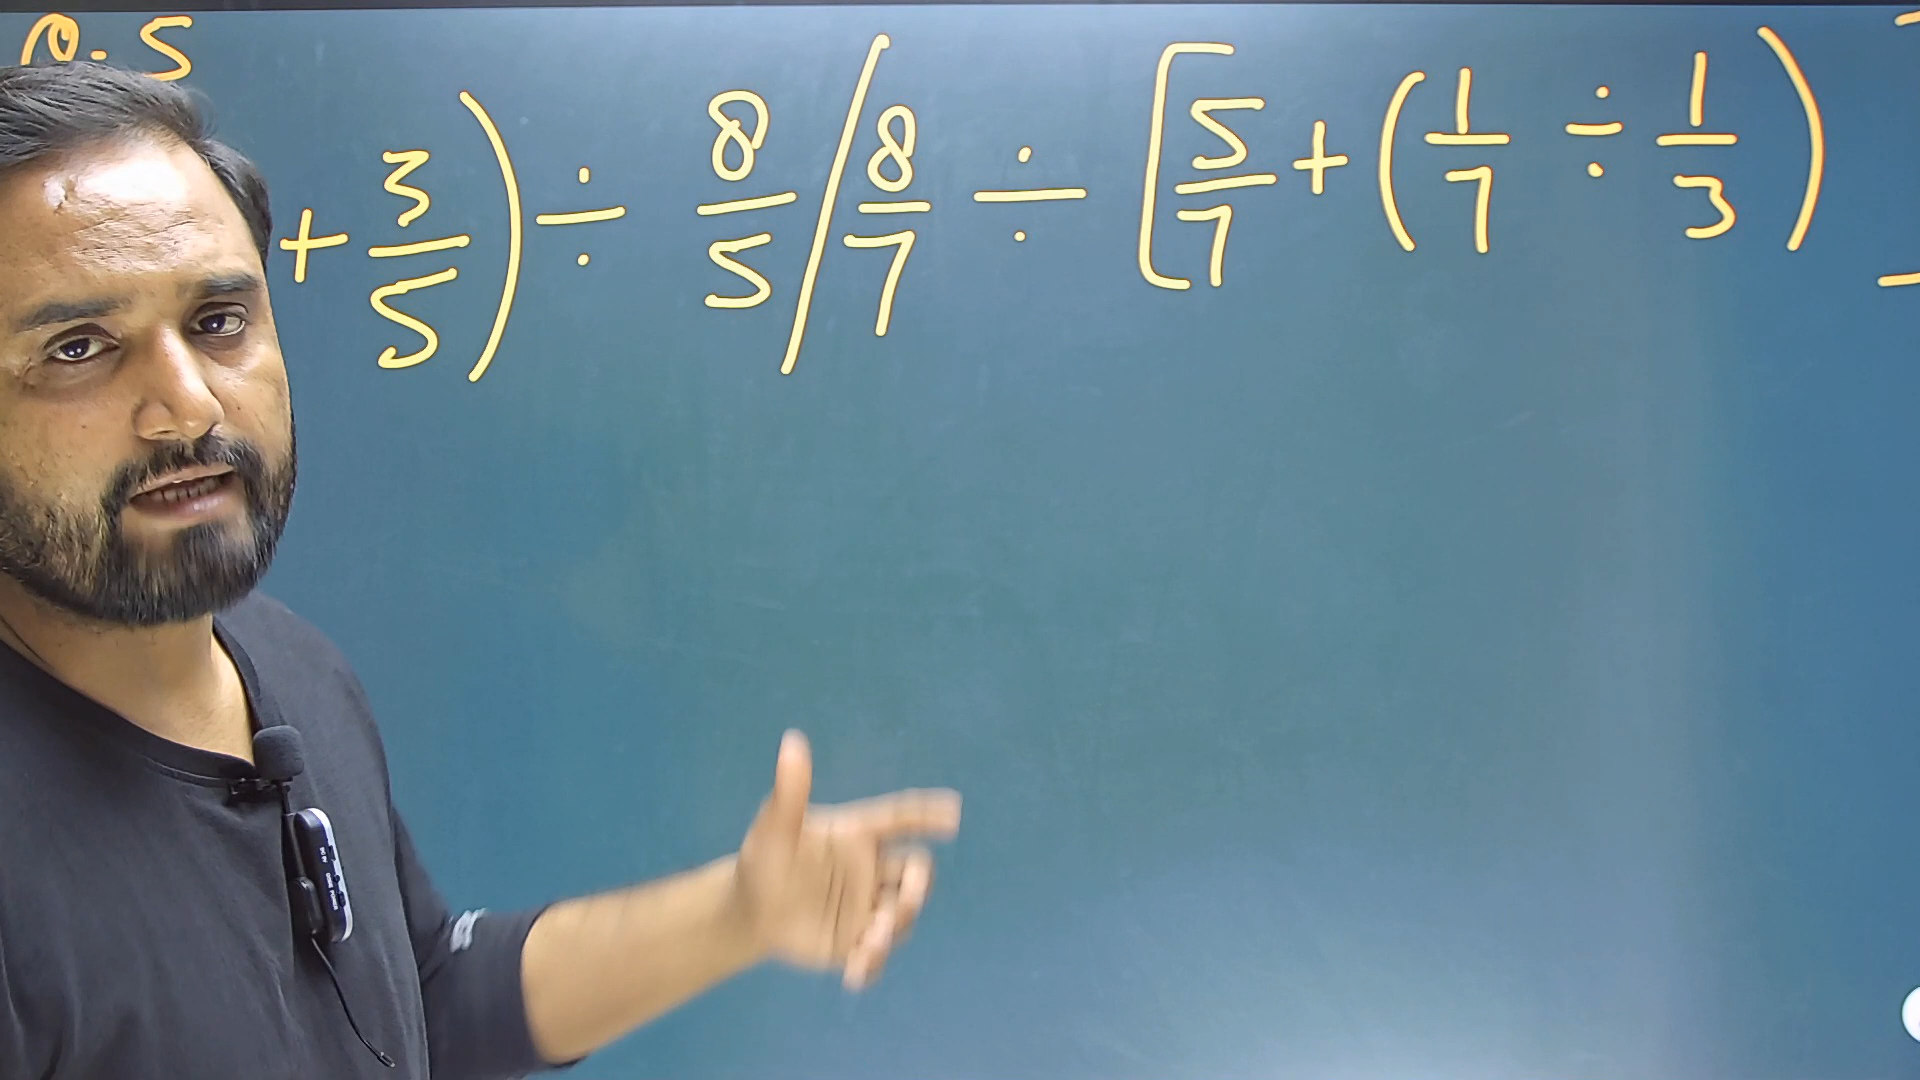 Q.5
+ 3/5) ÷ 8/5 / 8/7 ÷ [5/7 + (1/7 ÷ 1/3)]